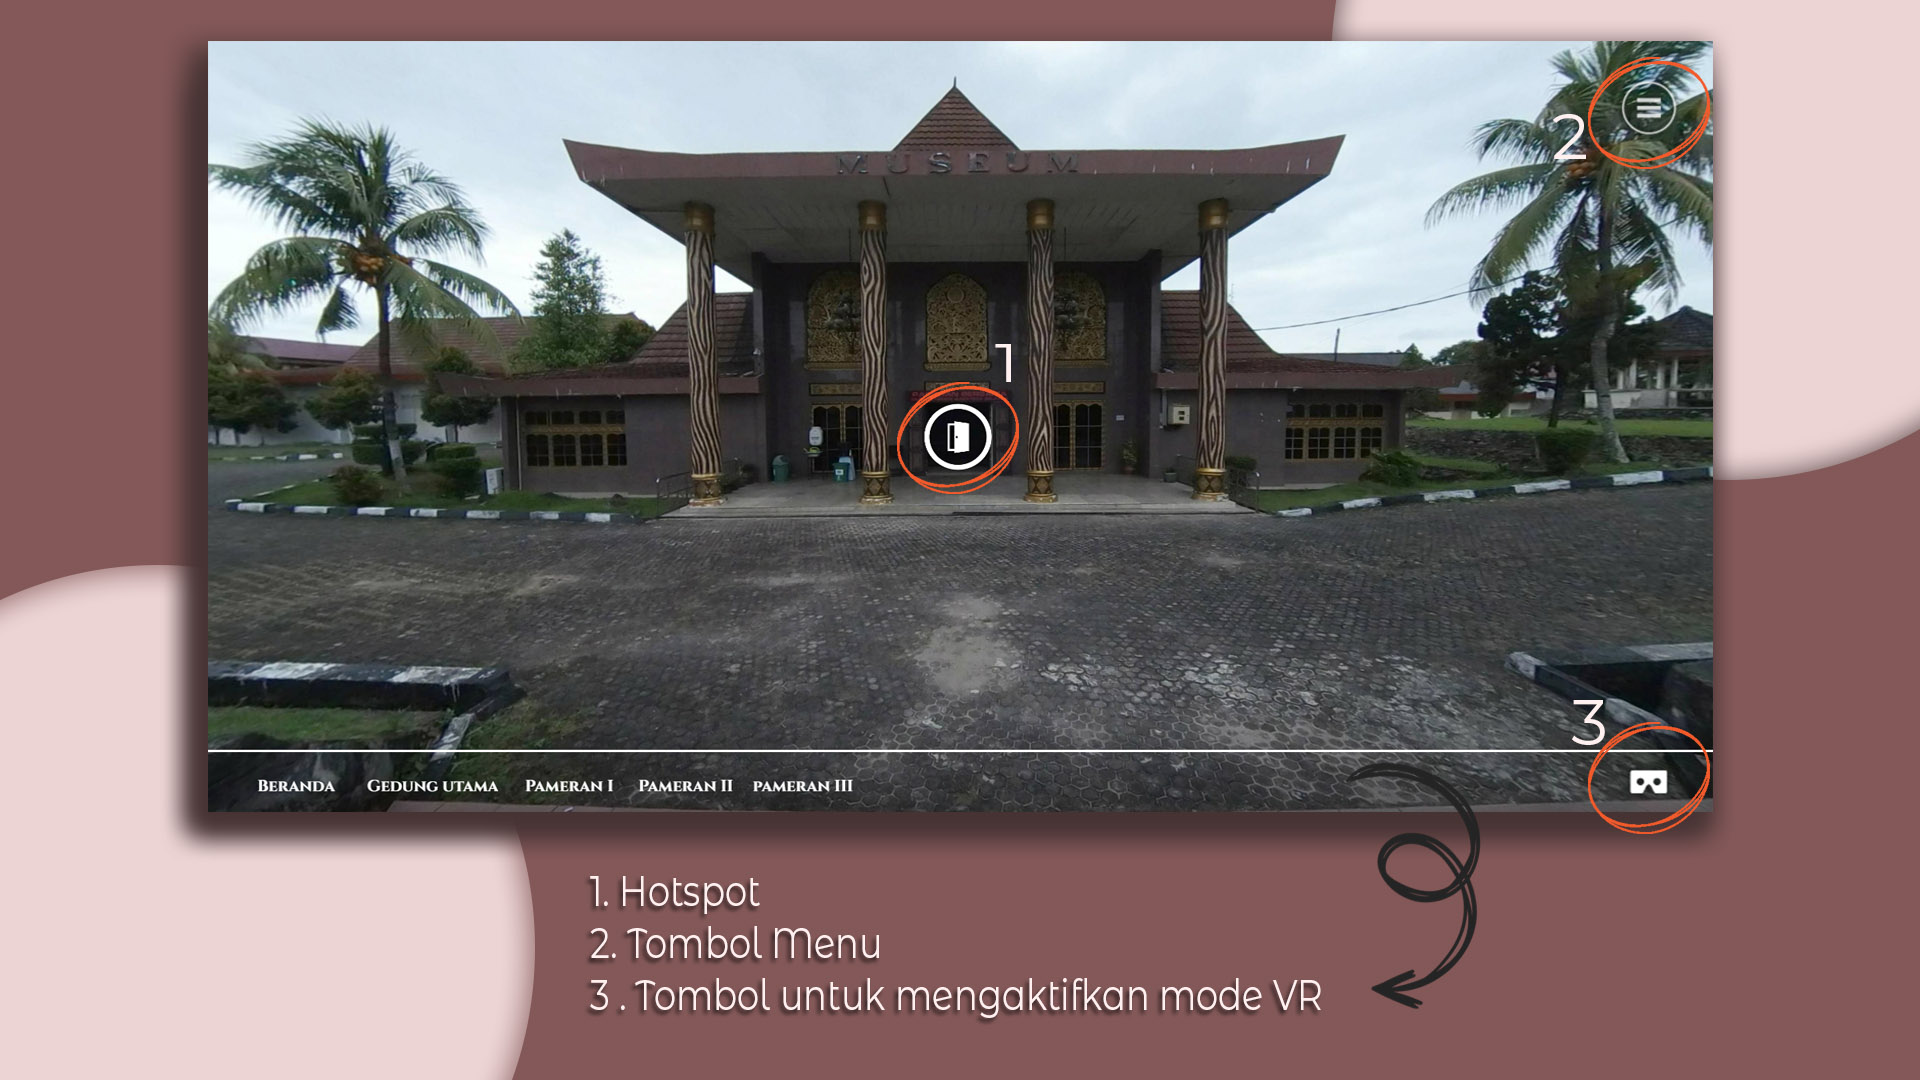 2
MUSEUM
1
3
BERANDA GEDUNG UTAMA PAMERAN I PAMERAN II PAMERAN III
1. Hotspot
2. Tombol Menu
3 . Tombol untuk mengaktifkan mode VR